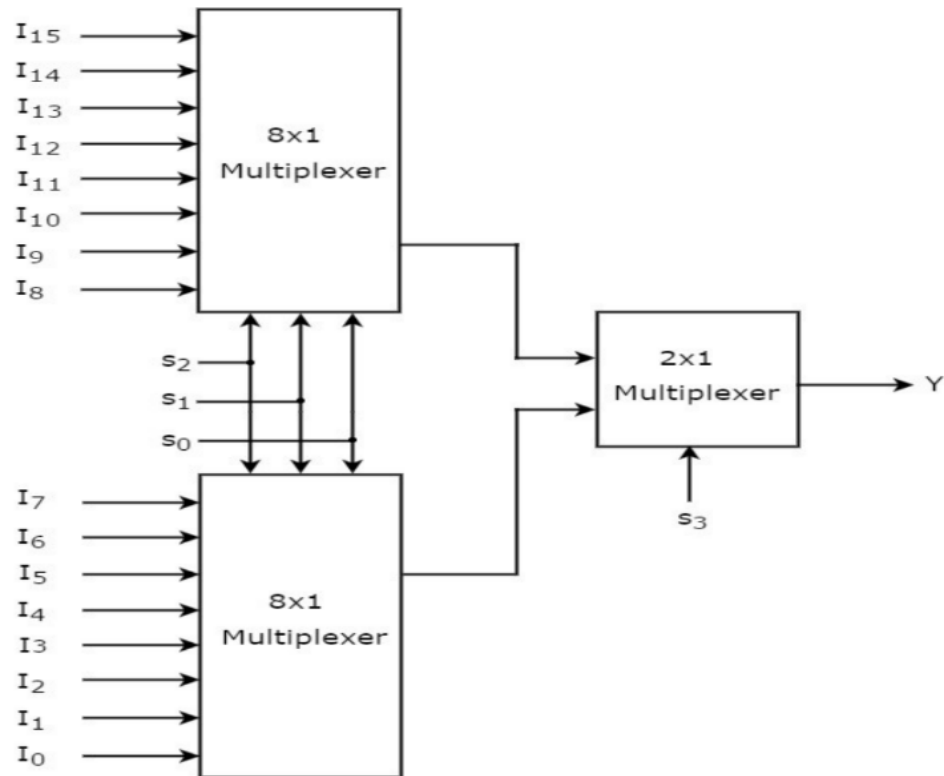 I15
I14
I13
I12
I11
I10
I9
I8
8x1
Multiplexer
s2
s1
s0
2x1
Multiplexer
Y
s3
I7
I6
I5
I4
I3
I2
I1
I0
8x1
Multiplexer